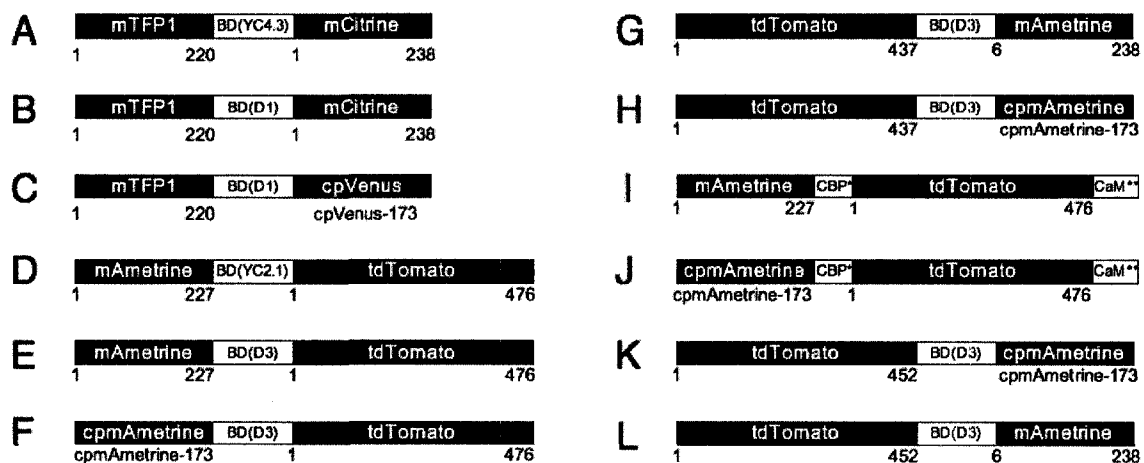 A
mTFP1 BD(YC4.3) mCitrine
1 220 1 238
B
mTFP1 BD(D1) mCitrine
1 220 1 238
C
mTFP1 BD(D1) cpVenus
1 220 cpVenus-173
D
mAmetrine BD(YC2.1) tdTomato
1 227 1 476
E
mAmetrine BD(D3) tdTomato
1 227 1 476
F
cpmAmetrine BD(D3) tdTomato
cpmAmetrine-173 1 476
G
tdTomato BD(D3) mAmetrine
1 437 6 238
H
tdTomato BD(D3) cpmAmetrine
1 437 cpmAmetrine-173
I
mAmetrine CBP* tdTomato CaM**
1 227 1 476
J
cpmAmetrine CBP* tdTomato CaM**
cpmAmetrine-173 1 476
K
tdTomato BD(D3) cpmAmetrine
1 452 cpmAmetrine-173
L
tdTomato BD(D3) mAmetrine
1 452 6 238